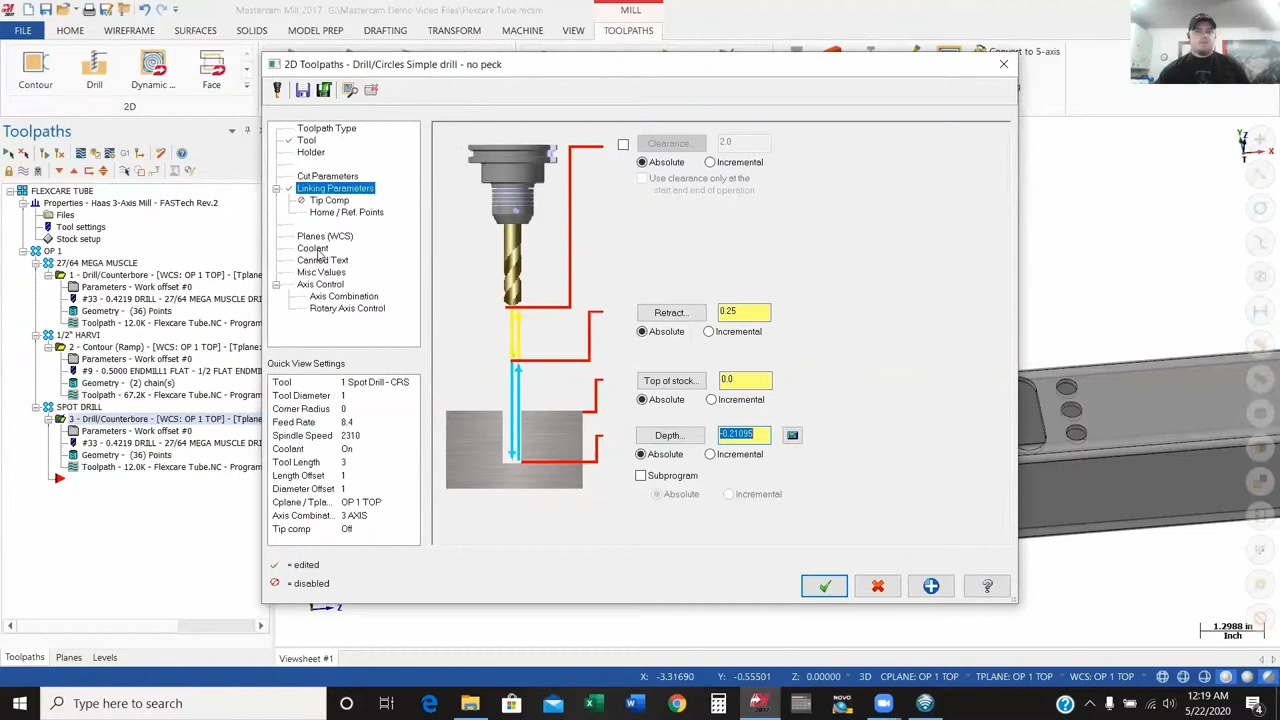 Mastercam Mill 2017 G:\Mastercam Demo Video Files\Flexcare Tube.mcam
MILL
FILE HOME WIREFRAME SURFACES SOLIDS MODEL PREP DRAFTING TRANSFORM MACHINE VIEW TOOLPATHS
Contour Drill Dynamic ... Face
2D
Convert to 5-axis
2D Toolpaths - Drill/Circles Simple drill - no peck
Toolpaths
FLEXCARE TUBE
Properties - Haas 3-Axis Mill - FASTech Rev.2
Files
Tool settings
Stock setup
OP 1
27/64 MEGA MUSCLE
1 - Drill/Counterbore - [WCS: OP 1 TOP] - [Tplane
Parameters - Work offset #0
#33 - 0.4219 DRILL - 27/64 MEGA MUSCLE DR
Geometry - (36) Points
Toolpath - 12.0K - Flexcare Tube.NC - Program
1/2" HARVI
2 - Contour (Ramp) - [WCS: OP 1 TOP] - [Tplane
Parameters - Work offset #0
#9 - 0.5000 ENDMILL1 FLAT - 1/2 FLAT ENDM
Geometry - (2) chain(s)
Toolpath - 67.2K - Flexcare Tube.NC - Program
SPOT DRILL
3 - Drill/Counterbore - [WCS: OP 1 TOP] - [Tplane
Parameters - Work offset #0
#33 - 0.4219 DRILL - 27/64 MEGA MUSCLE DR
Geometry - (36) Points
Toolpath - 12.0K - Flexcare Tube.NC - Program
Toolpath Type
Tool
Holder
Cut Parameters
Linking Parameters
Tip Comp
Home / Ref. Points
Planes (WCS)
Coolant
Canned Text
Misc Values
Axis Control
Axis Combination
Rotary Axis Control
Quick View Settings
Tool 1 Spot Drill - CRS
Tool Diameter 1
Corner Radius 0
Feed Rate 8.4
Spindle Speed 2310
Coolant On
Tool Length 3
Length Offset 1
Diameter Offset 1
Cplane / Tpla... OP 1 TOP
Axis Combinat... 3 AXIS
Tip comp Off
= edited
= disabled
Clearance... 2.0
Absolute Incremental
Use clearance only at the
start and end of operation
Retract... 0.25
Absolute Incremental
Top of stock... 0.0
Absolute Incremental
Depth... -0.21095
Absolute Incremental
Subprogram
Absolute Incremental
1.2988 in
Inch
Toolpaths Planes Levels
Viewsheet #1
X: -3.31690 Y: -0.55501 Z: 0.00000 3D CPLANE: OP 1 TOP TPLANE: OP 1 TOP WCS: OP 1 TOP
Type here to search
12:19 AM
5/22/2020